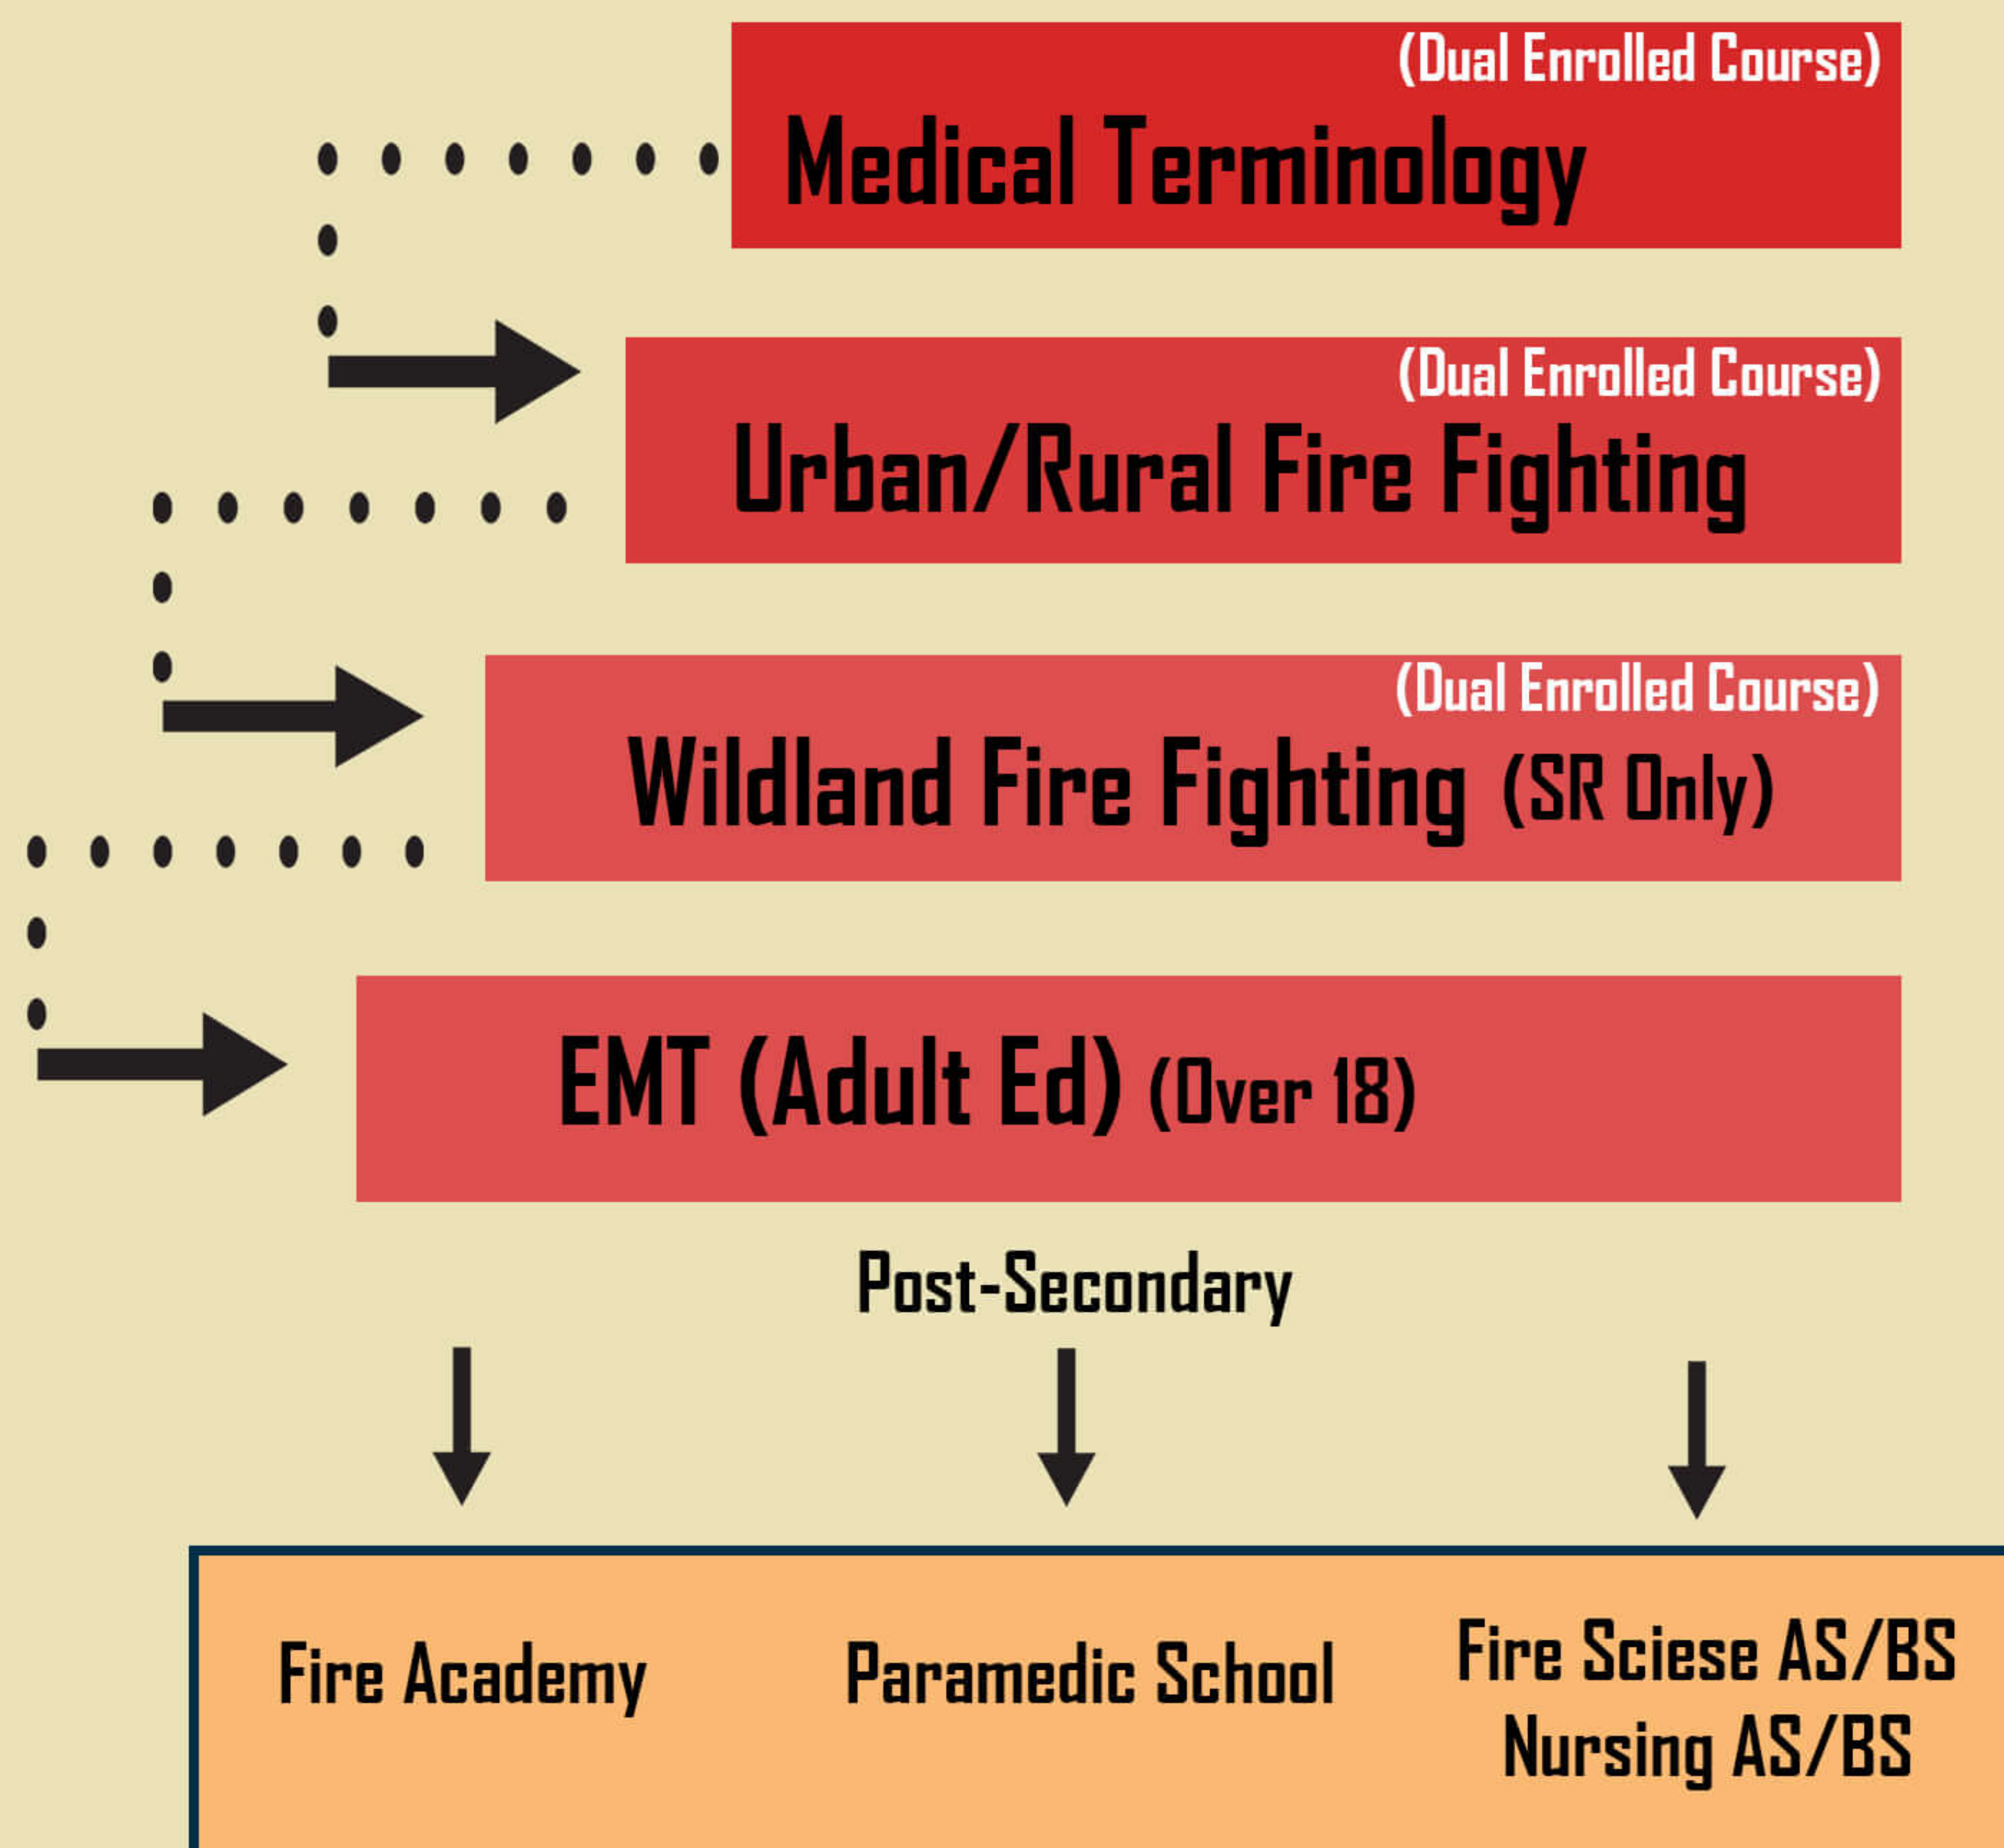 (Dual Enrolled Course)
Medical Terminology
(Dual Enrolled Course)
Urban/Rural Fire Fighting
(Dual Enrolled Course)
Wildland Fire Fighting (SR Only)
EMT (Adult Ed) (Over 18)
Post-Secondary
Fire Academy
Paramedic School
Fire Sciese AS/BS
Nursing AS/BS